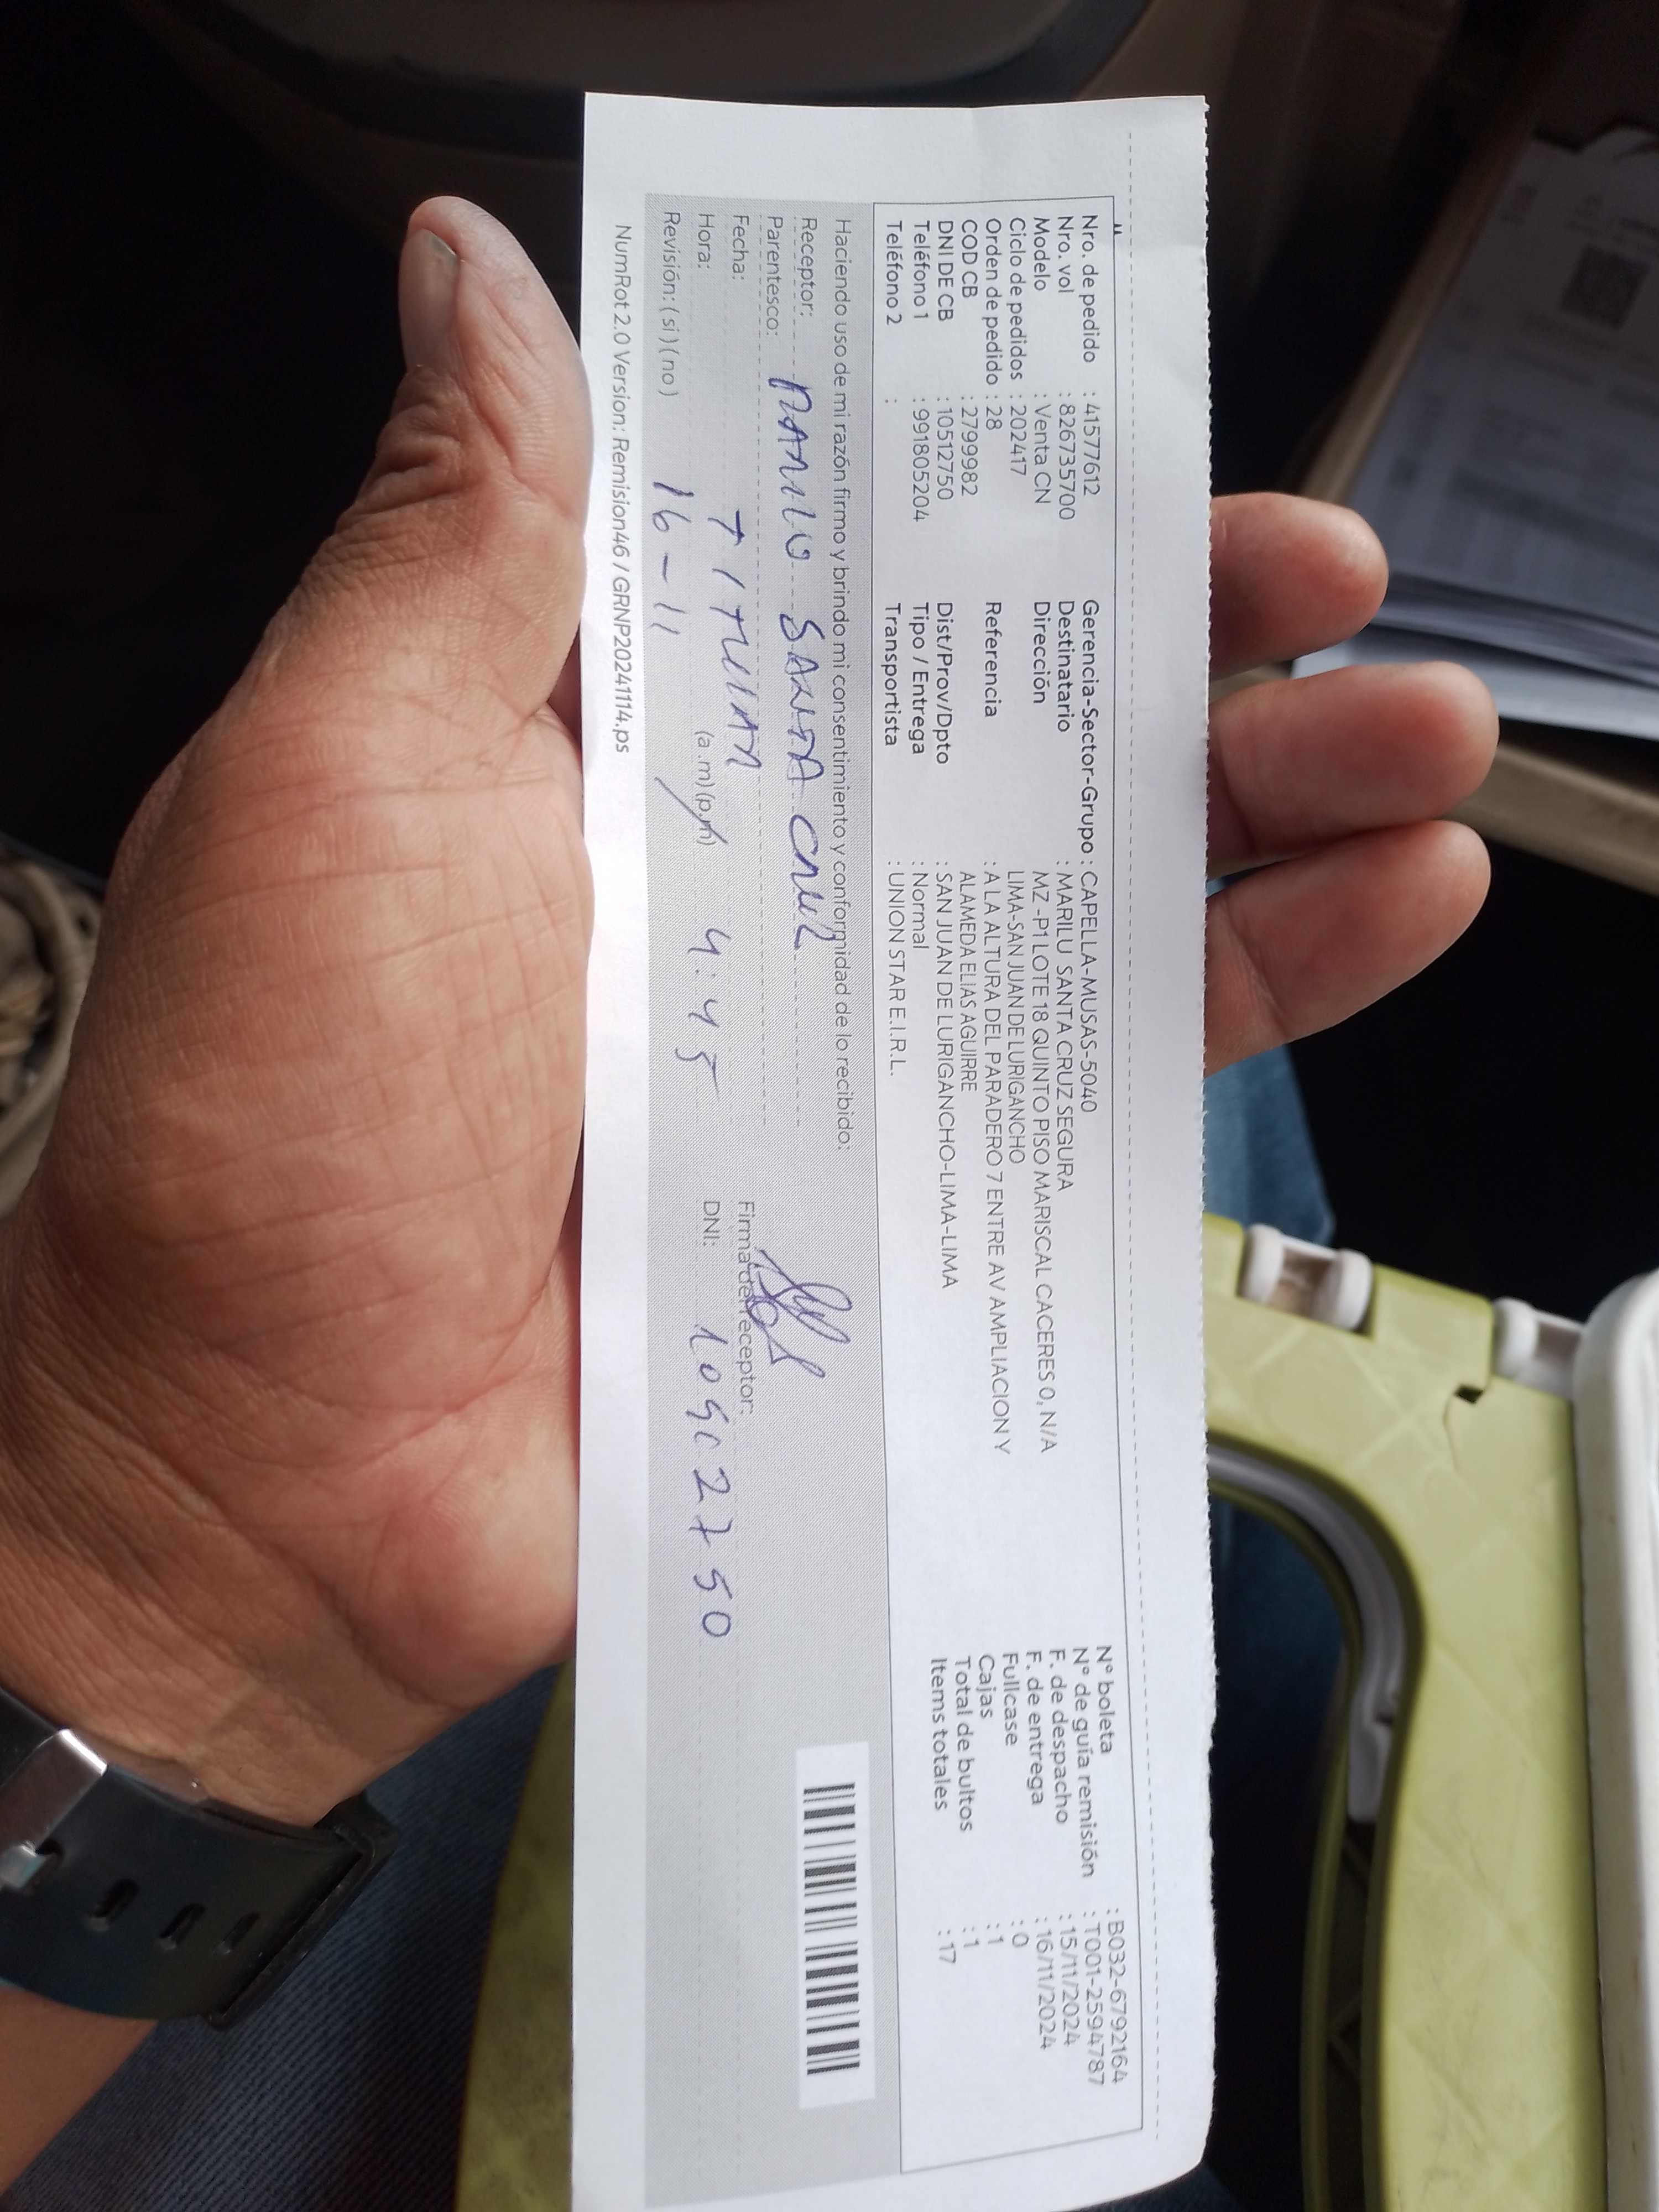 Nro. de pedido : 41577612
Nro. vol : 826735700
Modelo : Venta CN
Ciclo de pedidos : 202417
Orden de pedido : 28
COD CB : 2799982
DNI DE CB : 10512750
Teléfono 1 : 991805204
Teléfono 2 :
Gerencia-Sector-Grupo : CAPELLA-MUSAS-5040
Destinatario : MARILU SANTA CRUZ SEGURA
Dirección : MZ -P1 LOTE 18 QUINTO PISO MARISCAL CACERES 0, N/A
LIMA-SAN JUAN DE LURIGANCHO
Referencia : A LA ALTURA DEL PARADERO 7 ENTRE AV AMPLIACION Y
ALAMEDA ELIAS AGUIRRE
Dist/Prov/Dpto : SAN JUAN DE LURIGANCHO-LIMA-LIMA
Tipo / Entrega : Normal
Transportista : UNION STAR E.I.R.L.
N° boleta : B032-6792164
N° de guía remisión : T001-2594787
F. de despacho : 15/11/2024
F. de entrega : 16/11/2024
Fullcase : 0
Cajas : 1
Total de bultos : 1
Items totales : 17
Haciendo uso de mi razón firmo y brindo mi consentimiento y conformidad de lo recibido:
Receptor: SANTA CRUZ
Parentesco: TITULAR
Fecha: 16-11
Hora: (a.m) (p.m) 4:45
Revisión: (si) (no)
Firma del receptor:
DNI:
NumRot 2.0 Version: Remision46 / GRNP20241114.ps